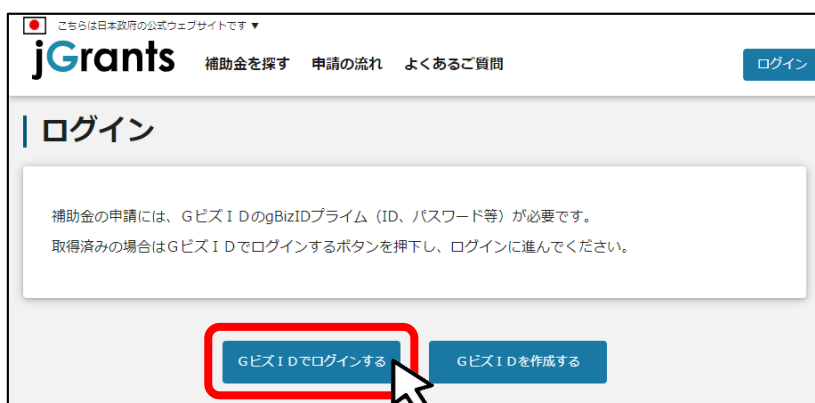 こちらは日本政府の公式ウェブサイトです ▼
jGrants 補助金を探す 申請の流れ よくあるご質問 ログイン
ログイン
補助金の申請には、GビズＩＤのgBizIDプライム（ID、パスワード等）が必要です。
取得済みの場合はGビズＩＤでログインするボタンを押下し、ログインに進んでください。
GビズＩＤでログインする GビズＩＤを作成する